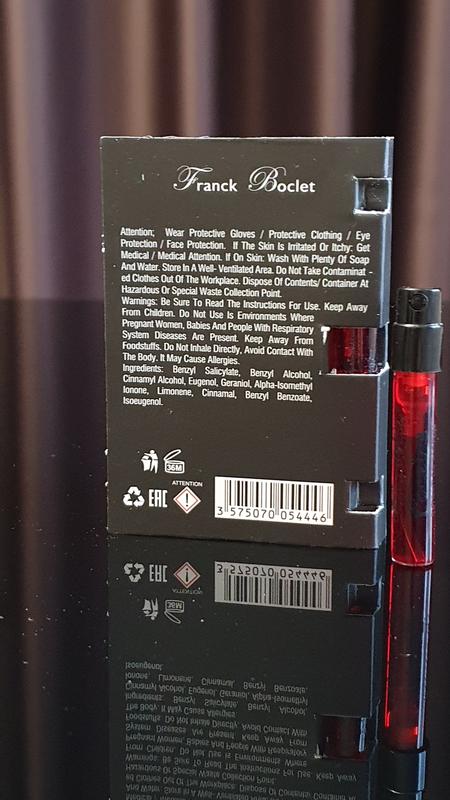 Franck Boclet
Attention; Wear Protective Gloves / Protective Clothing / Eye
Protection / Face Protection. If The Skin Is Irritated Or Itchy: Get
Medical / Medical Attention. If On Skin: Wash With Plenty Of Soap
And Water. Store In A Well- Ventilated Area. Do Not Take Contaminat -
ed Clothes Out Of The Workplace. Dispose Of Contents/ Container At
Hazardous Or Special Waste Collection Point.
Warnings: Be Sure To Read The Instructions For Use. Keep Away
From Children. Do Not Use Is Environments Where
Pregnant Women, Babies And People With Respiratory
System Diseases Are Present. Keep Away From
Foodstuffs. Do Not Inhale Directly, Avoid Contact With
The Body. It May Cause Allergies.
Ingredients: Benzyl Salicylate, Benzyl Alcohol,
Cinnamyl Alcohol, Eugenol, Geraniol, Alpha-Isomethyl
Ionone, Limonene, Cinnamal, Benzyl Benzoate,
Isoeugenol.
36M
ATTENTION
EAC
3 575070 054446